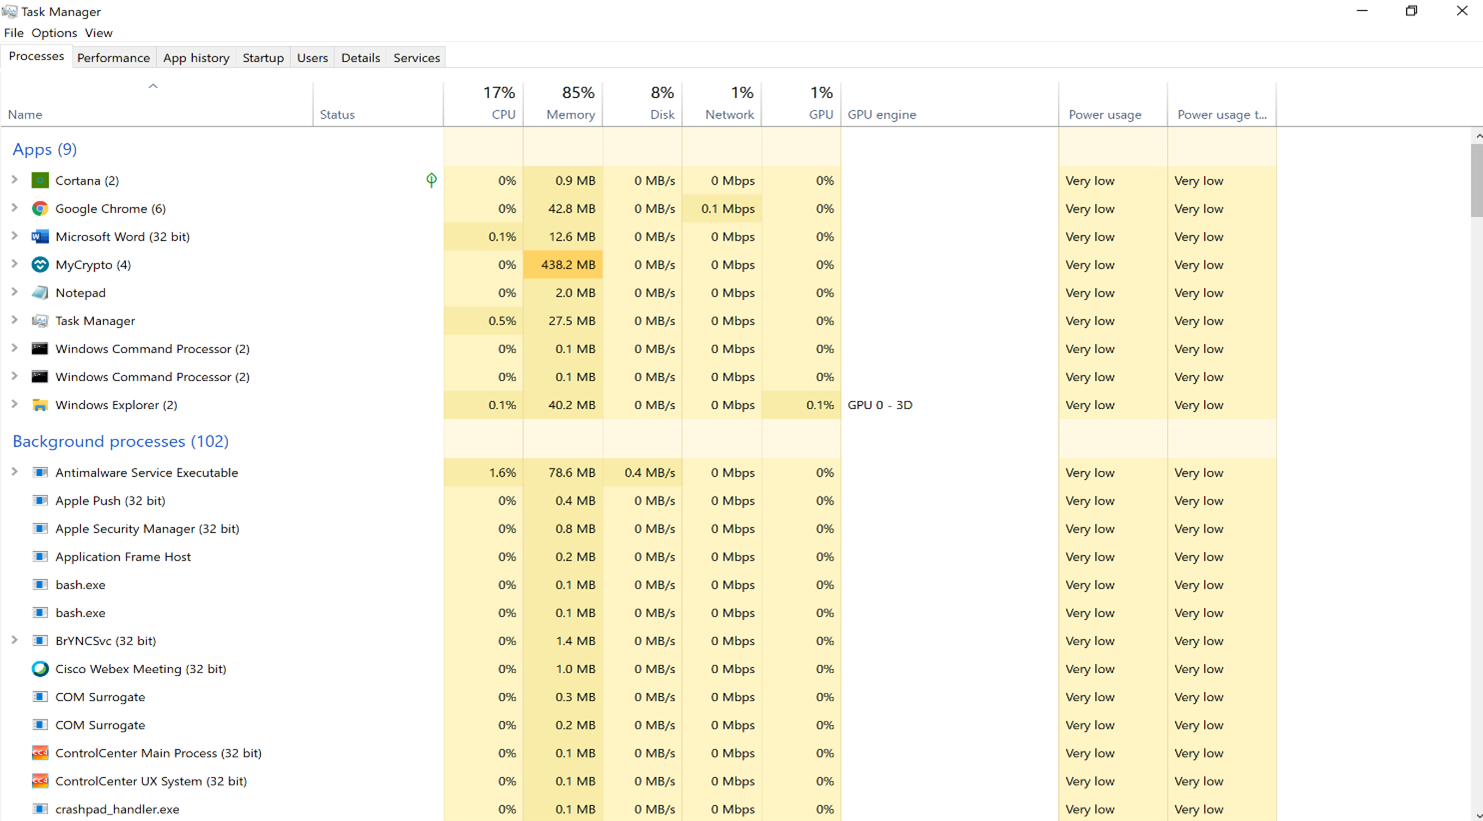 Task Manager
File Options View
Processes Performance App history Startup Users Details Services
17% 85% 8% 1% 1%
Name Status CPU Memory Disk Network GPU GPU engine Power usage Power usage t...
Apps (9)
Cortana (2) 0% 0.9 MB 0 MB/s 0 Mbps 0% Very low Very low
Google Chrome (6) 0% 42.8 MB 0 MB/s 0.1 Mbps 0% Very low Very low
Microsoft Word (32 bit) 0.1% 12.6 MB 0 MB/s 0 Mbps 0% Very low Very low
MyCrypto (4) 0% 438.2 MB 0 MB/s 0 Mbps 0% Very low Very low
Notepad 0% 2.0 MB 0 MB/s 0 Mbps 0% Very low Very low
Task Manager 0.5% 27.5 MB 0 MB/s 0 Mbps 0% Very low Very low
Windows Command Processor (2) 0% 0.1 MB 0 MB/s 0 Mbps 0% Very low Very low
Windows Command Processor (2) 0% 0.1 MB 0 MB/s 0 Mbps 0% Very low Very low
Windows Explorer (2) 0.1% 40.2 MB 0 MB/s 0 Mbps 0.1% GPU 0 - 3D Very low Very low
Background processes (102)
Antimalware Service Executable 1.6% 78.6 MB 0.4 MB/s 0 Mbps 0% Very low Very low
Apple Push (32 bit) 0% 0.4 MB 0 MB/s 0 Mbps 0% Very low Very low
Apple Security Manager (32 bit) 0% 0.8 MB 0 MB/s 0 Mbps 0% Very low Very low
Application Frame Host 0% 0.2 MB 0 MB/s 0 Mbps 0% Very low Very low
bash.exe 0% 0.1 MB 0 MB/s 0 Mbps 0% Very low Very low
bash.exe 0% 0.1 MB 0 MB/s 0 Mbps 0% Very low Very low
BrYNCSvc (32 bit) 0% 1.4 MB 0 MB/s 0 Mbps 0% Very low Very low
Cisco Webex Meeting (32 bit) 0% 1.0 MB 0 MB/s 0 Mbps 0% Very low Very low
COM Surrogate 0% 0.3 MB 0 MB/s 0 Mbps 0% Very low Very low
COM Surrogate 0% 0.2 MB 0 MB/s 0 Mbps 0% Very low Very low
ControlCenter Main Process (32 bit) 0% 0.1 MB 0 MB/s 0 Mbps 0% Very low Very low
ControlCenter UX System (32 bit) 0% 0.1 MB 0 MB/s 0 Mbps 0% Very low Very low
crashpad_handler.exe 0% 0.1 MB 0 MB/s 0 Mbps 0% Very low Very low